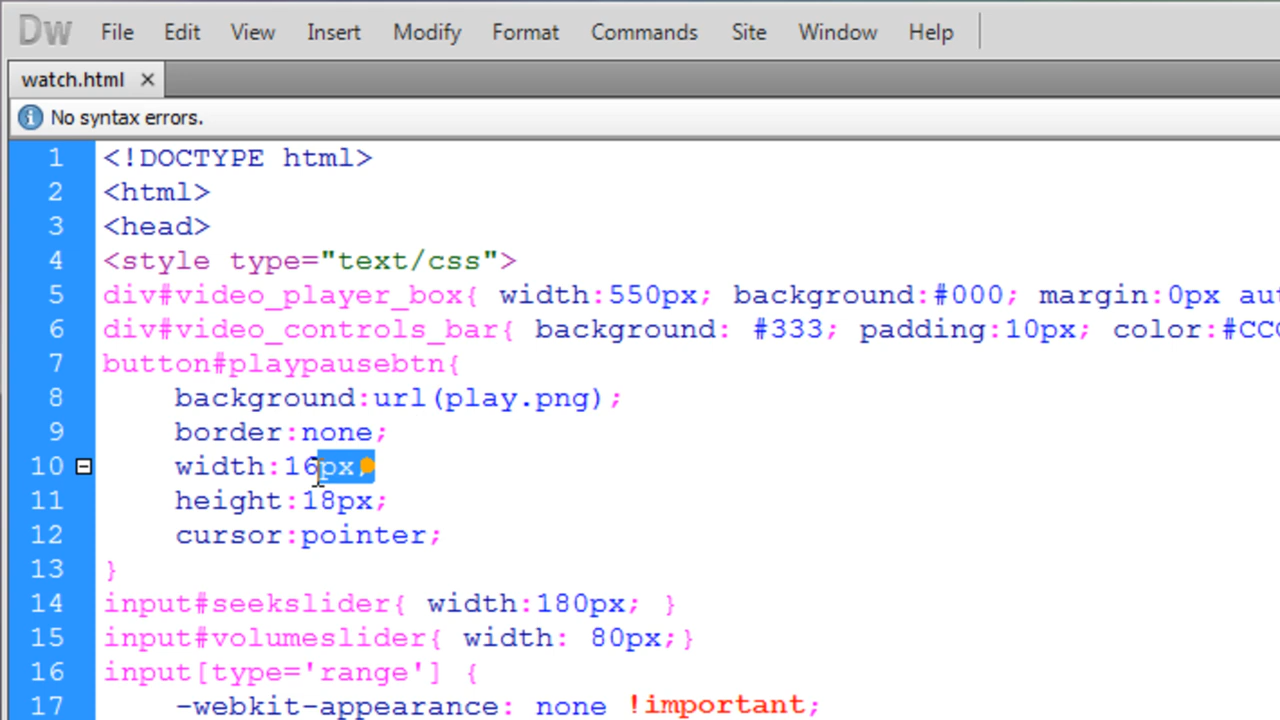 Dw File Edit View Insert Modify Format Commands Site Window Help
watch.html
No syntax errors.
1 <!DOCTYPE html>
2 <html>
3 <head>
4 <style type="text/css">
5 div#video_player_box{ width:550px; background:#000; margin:0px
6 div#video_controls_bar{ background: #333; padding:10px;
7 button#playpausebtn{
8 background:url(play.png);
9 border:none;
10 width:16px;
11 height:18px;
12 cursor:pointer;
13 }
14 input#seekslider{ width:180px; }
15 input#volumeslider{ width: 80px;}
16 input[type='range'] {
17 -webkit-appearance: none !important;